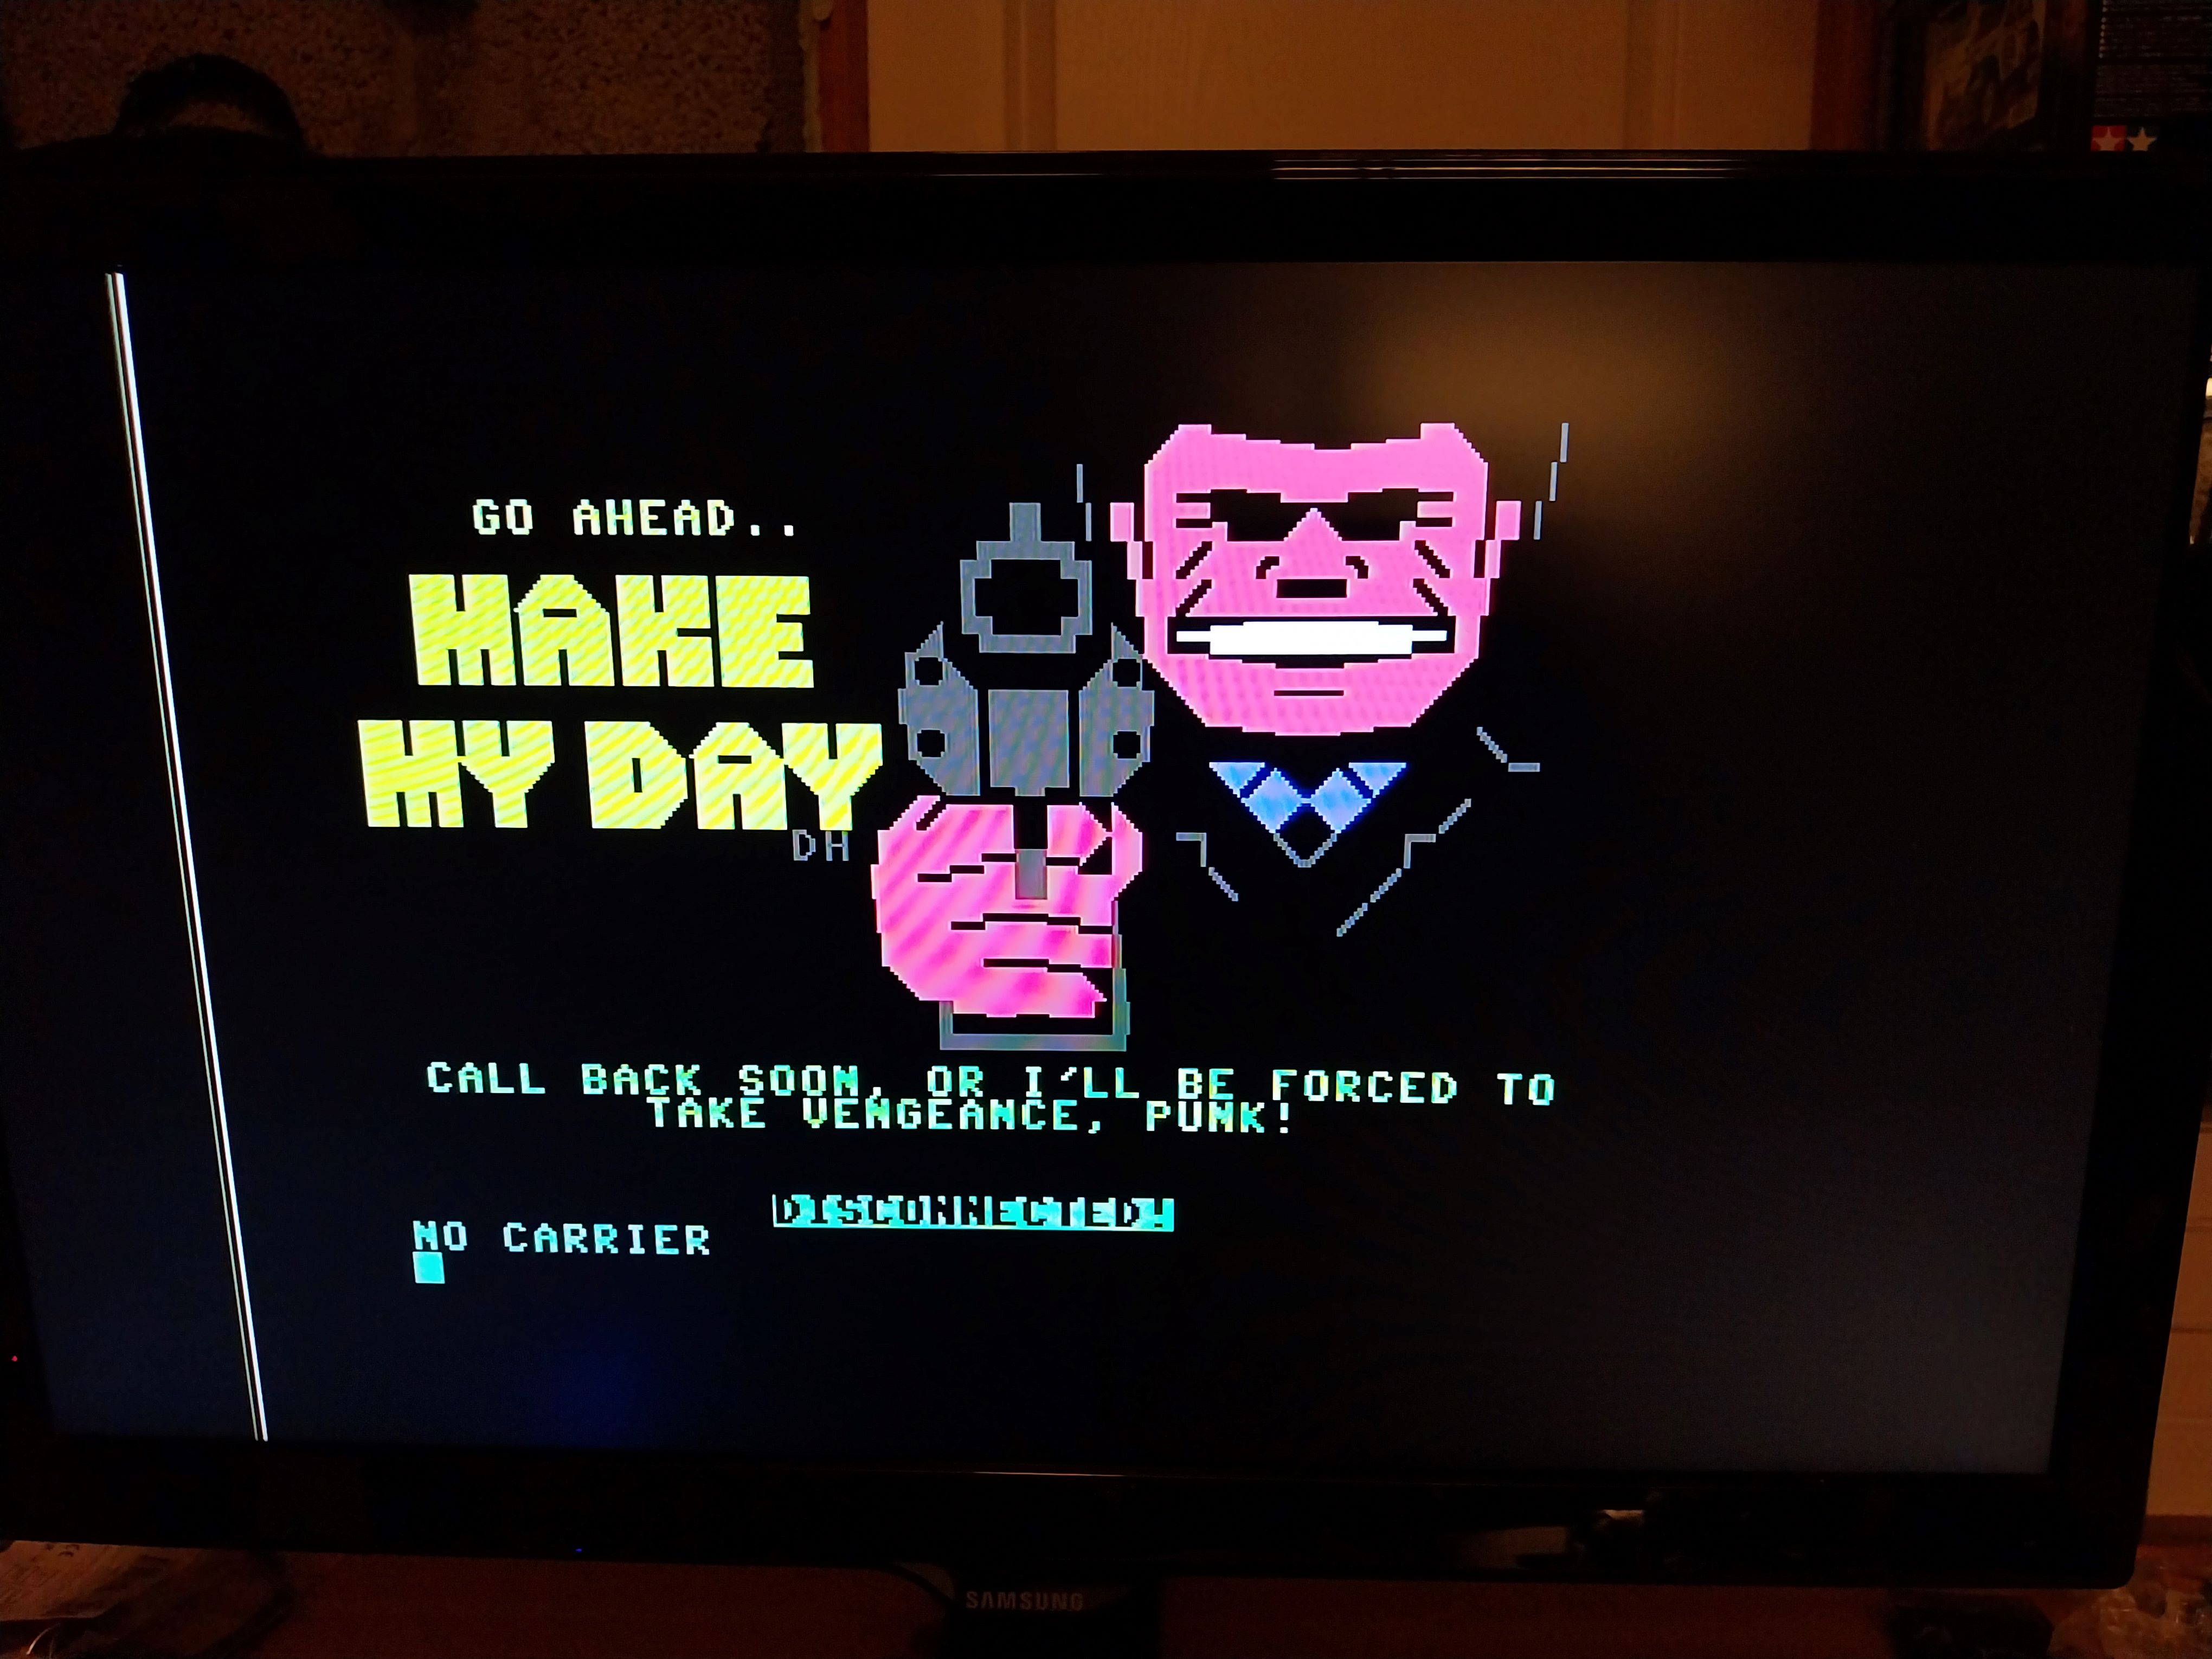 GO AHEAD..
MAKE
MY DAY
DH
CALL BACK SOON, OR I'LL BE FORCED TO
TAKE VENGEANCE, PUNK!
DISCONNECTED!
NO CARRIER
SAMSUNG